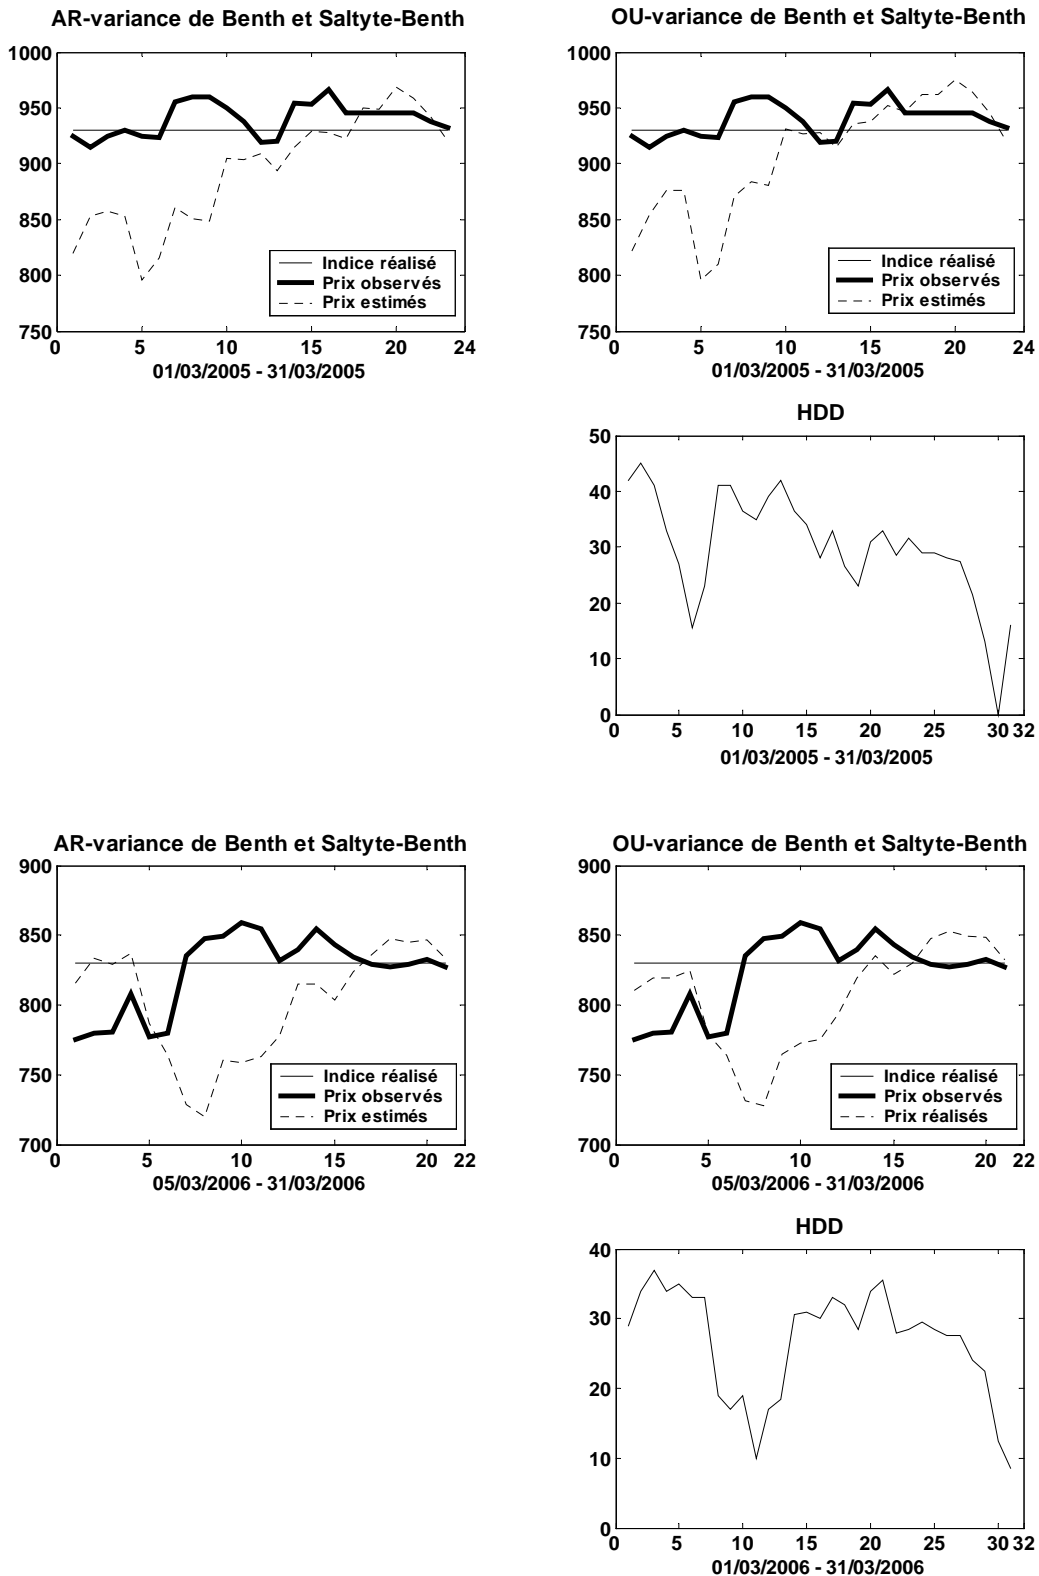 AR-variance de Benth et Saltyte-Benth
1000
950
900
850
800
750
0 5 10 15 20 24
Indice réalisé
Prix observés
Prix estimés
01/03/2005 - 31/03/2005
OU-variance de Benth et Saltyte-Benth
1000
950
900
850
800
750
0 5 10 15 20 24
Indice réalisé
Prix observés
Prix estimés
01/03/2005 - 31/03/2005
HDD
50
40
30
20
10
0
0 5 10 15 20 25 30 32
01/03/2005 - 31/03/2005
AR-variance de Benth et Saltyte-Benth
900
850
800
750
700
0 5 10 15 20 22
Indice réalisé
Prix observés
Prix estimés
05/03/2006 - 31/03/2006
OU-variance de Benth et Saltyte-Benth
900
850
800
750
700
0 5 10 15 20 22
Indice réalisé
Prix observés
Prix réalisés
05/03/2006 - 31/03/2006
HDD
40
30
20
10
0
0 5 10 15 20 25 30 32
01/03/2006 - 31/03/2006